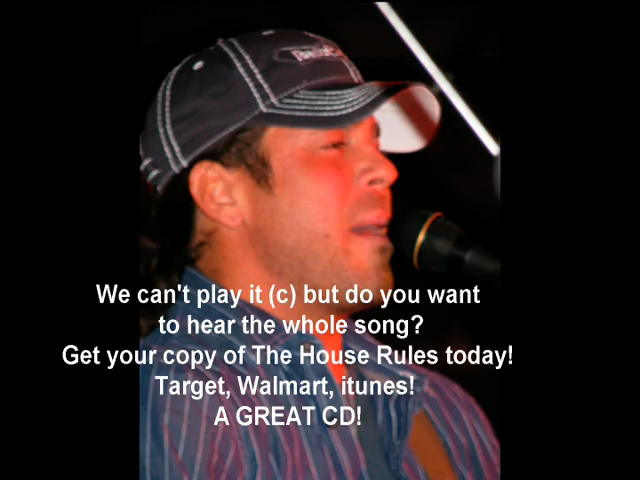 We can't play it (c) but do you want
to hear the whole song?
Get your copy of The House Rules today!
Target, Walmart, itunes!
A GREAT CD!